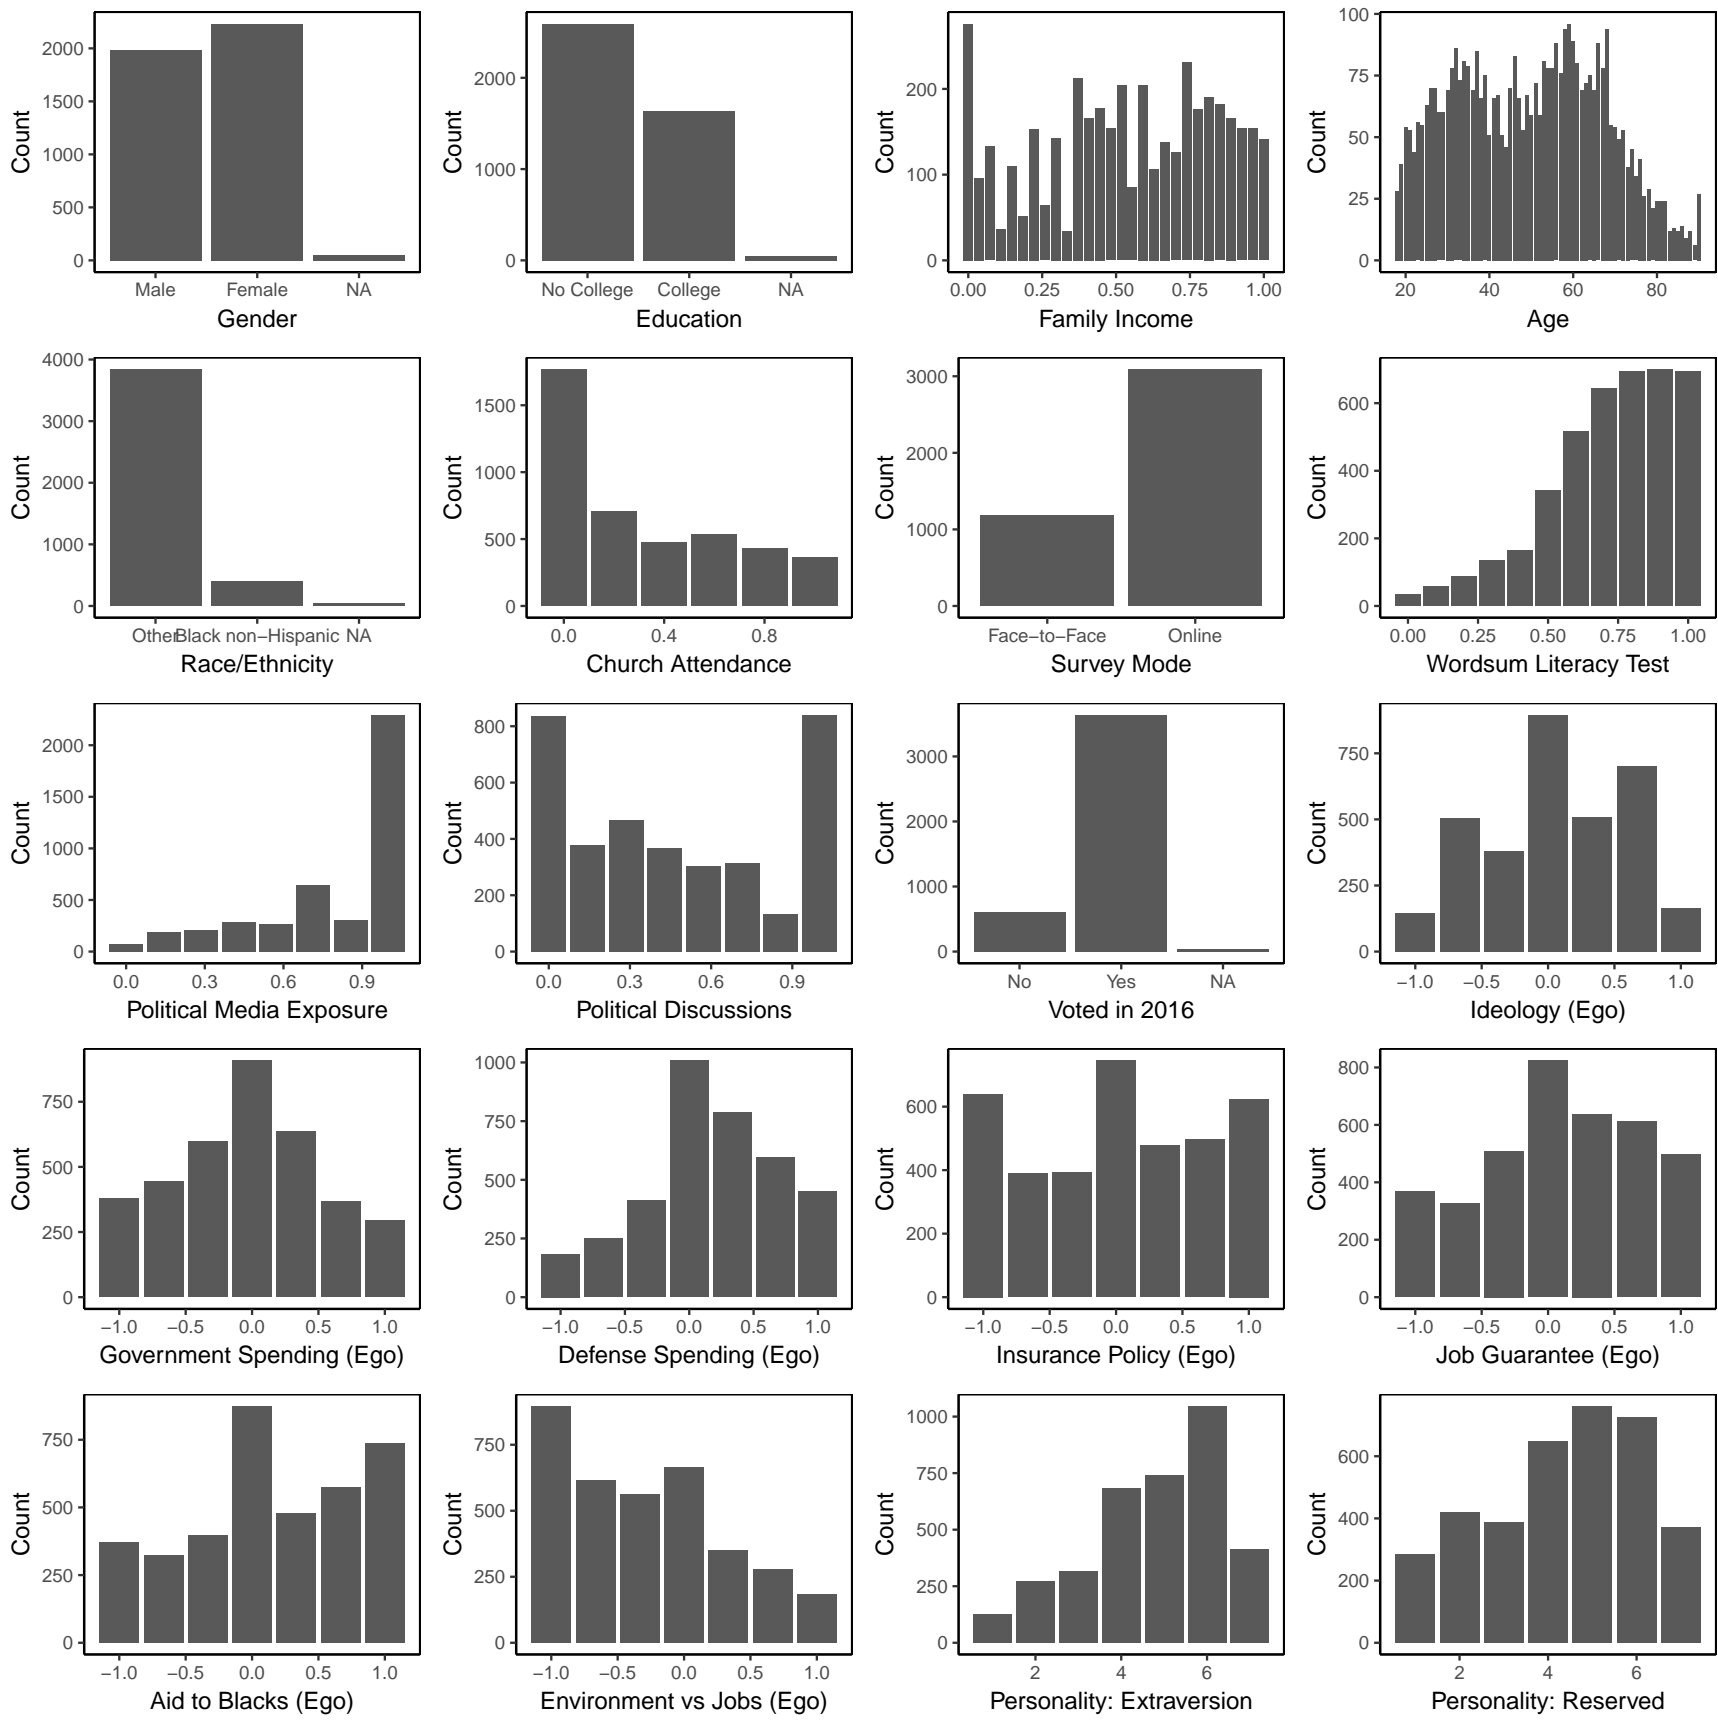 Count
2000
1500
1000
500
0
Male Female NA
Gender
Count
2000
1000
0
No College College NA
Education
Count
200
100
0
0.00 0.25 0.50 0.75 1.00
Family Income
Count
100
75
50
25
0
20 40 60 80
Age
Count
4000
3000
2000
1000
0
Other Black non−Hispanic NA
Race/Ethnicity
Count
1500
1000
500
0
0.0 0.4 0.8
Church Attendance
Count
3000
2000
1000
0
Face−to−Face Online
Survey Mode
Count
600
400
200
0
0.00 0.25 0.50 0.75 1.00
Wordsum Literacy Test
Count
2000
1500
1000
500
0
0.0 0.3 0.6 0.9
Political Media Exposure
Count
800
600
400
200
0
0.0 0.3 0.6 0.9
Political Discussions
Count
3000
2000
1000
0
No Yes NA
Voted in 2016
Count
750
500
250
0
−1.0 −0.5 0.0 0.5 1.0
Ideology (Ego)
Count
750
500
250
0
−1.0 −0.5 0.0 0.5 1.0
Government Spending (Ego)
Count
1000
750
500
250
0
−1.0 −0.5 0.0 0.5 1.0
Defense Spending (Ego)
Count
600
400
200
0
−1.0 −0.5 0.0 0.5 1.0
Insurance Policy (Ego)
Count
800
600
400
200
0
−1.0 −0.5 0.0 0.5 1.0
Job Guarantee (Ego)
Count
750
500
250
0
−1.0 −0.5 0.0 0.5 1.0
Aid to Blacks (Ego)
Count
750
500
250
0
−1.0 −0.5 0.0 0.5 1.0
Environment vs Jobs (Ego)
Count
1000
750
500
250
0
2 4 6
Personality: Extraversion
Count
600
400
200
0
2 4 6
Personality: Reserved